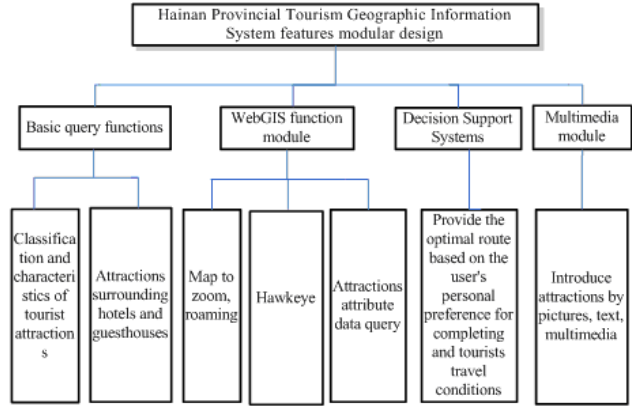 Hainan Provincial Tourism Geographic Information
System features modular design
Basic query functions
WebGIS function
module
Decision Support
Systems
Multimedia
module
Classifica
tion and
characteri
stics of
tourist
attraction
s
Attractions
surrounding
hotels and
guesthouses
Map to
zoom,
roaming
Hawkeye
Attractions
attribute
data query
Provide the
optimal route
based on the
user's
personal
preference for
completing
and tourists
travel
conditions
Introduce
attractions by
pictures, text,
multimedia